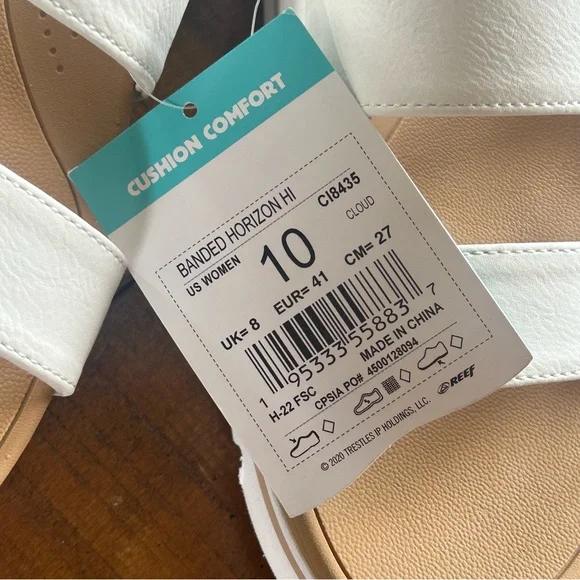 CUSHION COMFORT
BANDED HORIZON HI
CI8435
US WOMEN
10
CLOUD
UK= 8
EUR= 41
CM= 27
1 95333 55883 7
H-22 FSC
MADE IN CHINA
CPSIA PO# 4500128094
REEF
© 2020 TRESTLES IP HOLDINGS, LLC.